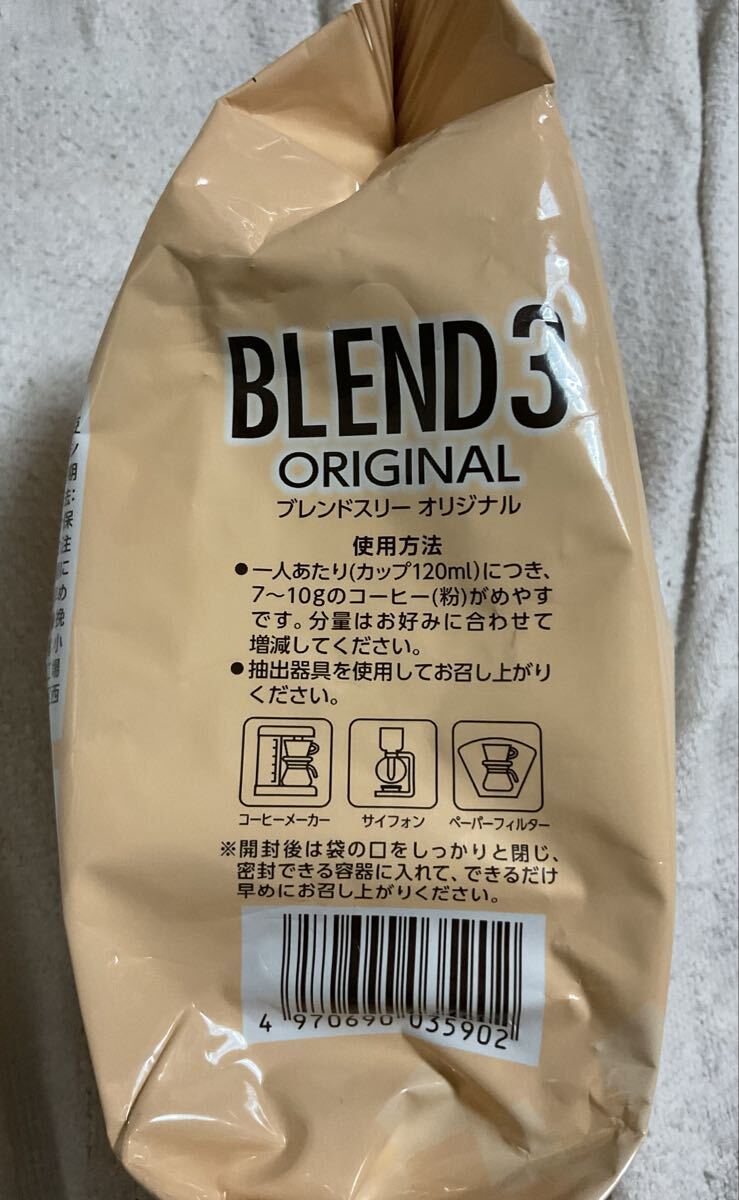 BLEND3
ORIGINAL
ブレンドスリー オリジナル
使用方法
●一人あたり(カップ120ml)につき、
7〜10gのコーヒー(粉)がめやす
です。分量はお好みに合わせて
増減してください。
●抽出器具を使用してお召し上がり
ください。
コーヒーメーカー サイフォン ペーパーフィルター
※開封後は袋の口をしっかりと閉じ、
密封できる容器に入れて、できるだけ
早めにお召し上がりください。
4 970690 035902